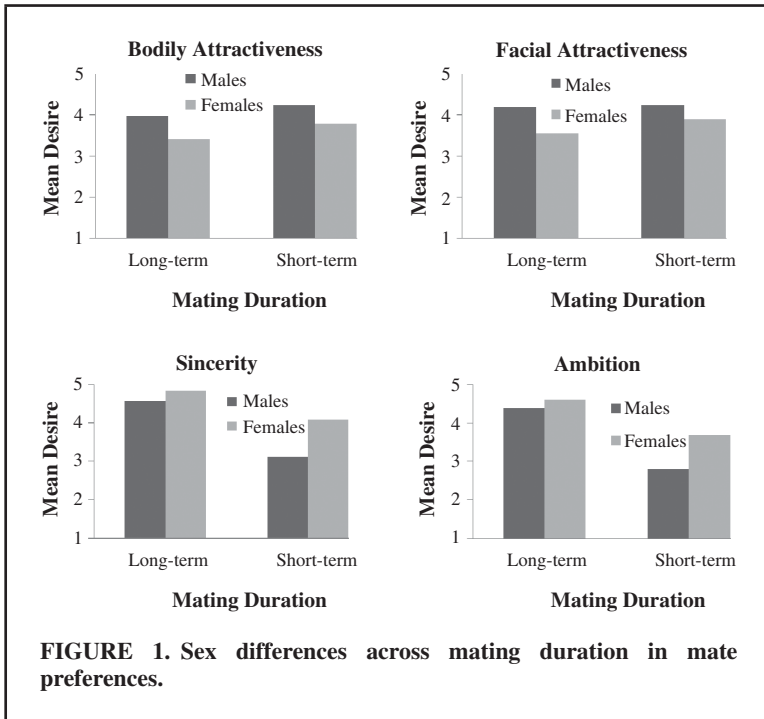 Bodily Attractiveness
5
4
3
2
1
Mean Desire
Males
Females
Long-term
Short-term
Mating Duration
Facial Attractiveness
5
4
3
2
1
Mean Desire
Males
Females
Long-term
Short-term
Mating Duration
Sincerity
5
4
3
2
1
Mean Desire
Males
Females
Long-term
Short-term
Mating Duration
Ambition
5
4
3
2
1
Mean Desire
Males
Females
Long-term
Short-term
Mating Duration
FIGURE 1. Sex differences across mating duration in mate
preferences.